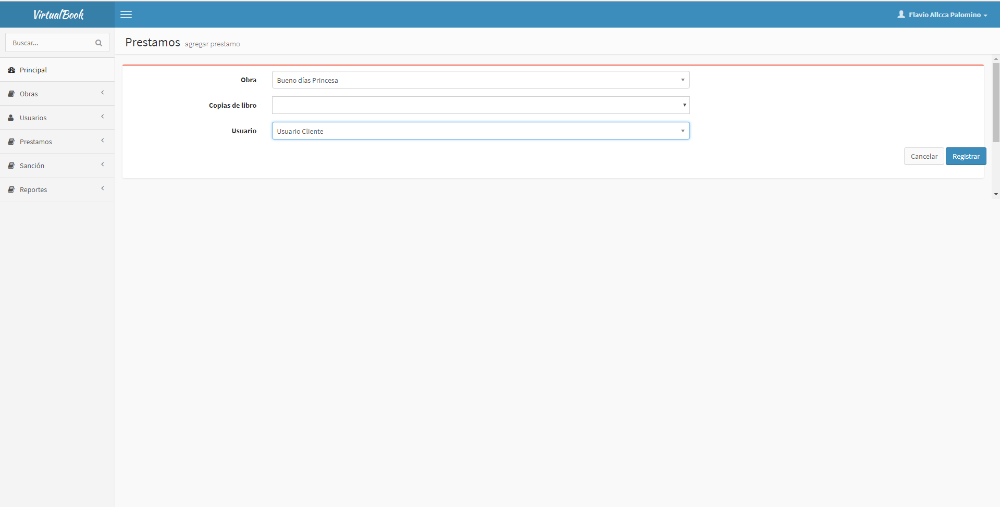 VirtualBook
Flavio Allcca Palomino
Buscar...
Prestamos agregar prestamo
Principal
Obras
Usuarios
Prestamos
Sanción
Reportes
Obra Bueno días Princesa
Copias de libro
Usuario Usuario Cliente
Cancelar Registrar